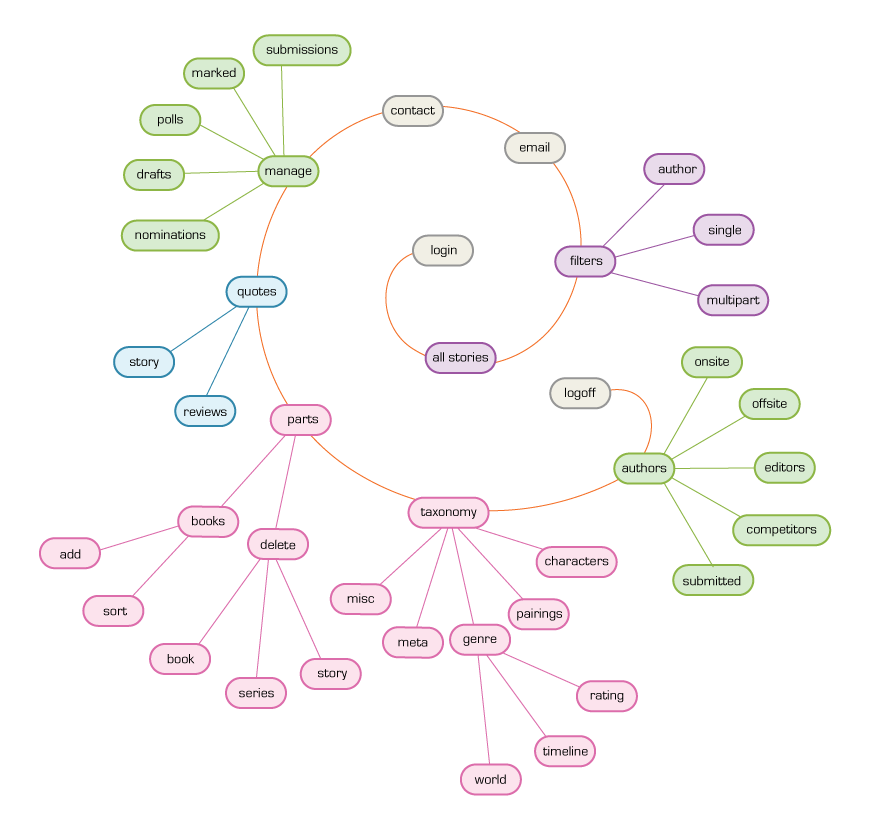 submissions
marked
polls
drafts
nominations
manage
contact
email
author
single
multipart
filters
login
all stories
quotes
story
reviews
parts
books
add
sort
delete
book
series
story
taxonomy
misc
meta
genre
pairings
characters
rating
timeline
world
logoff
authors
onsite
offsite
editors
competitors
submitted